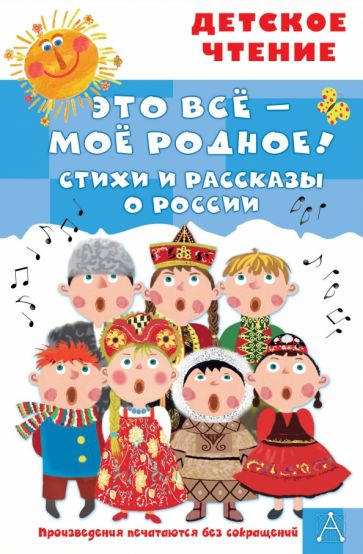 ДЕТСКОЕ
ЧТЕНИЕ
ЭТО ВСЁ –
МОЁ РОДНОЕ!
СТИХИ И РАССКАЗЫ
О РОССИИ
Произведения печатаются без сокращений
А